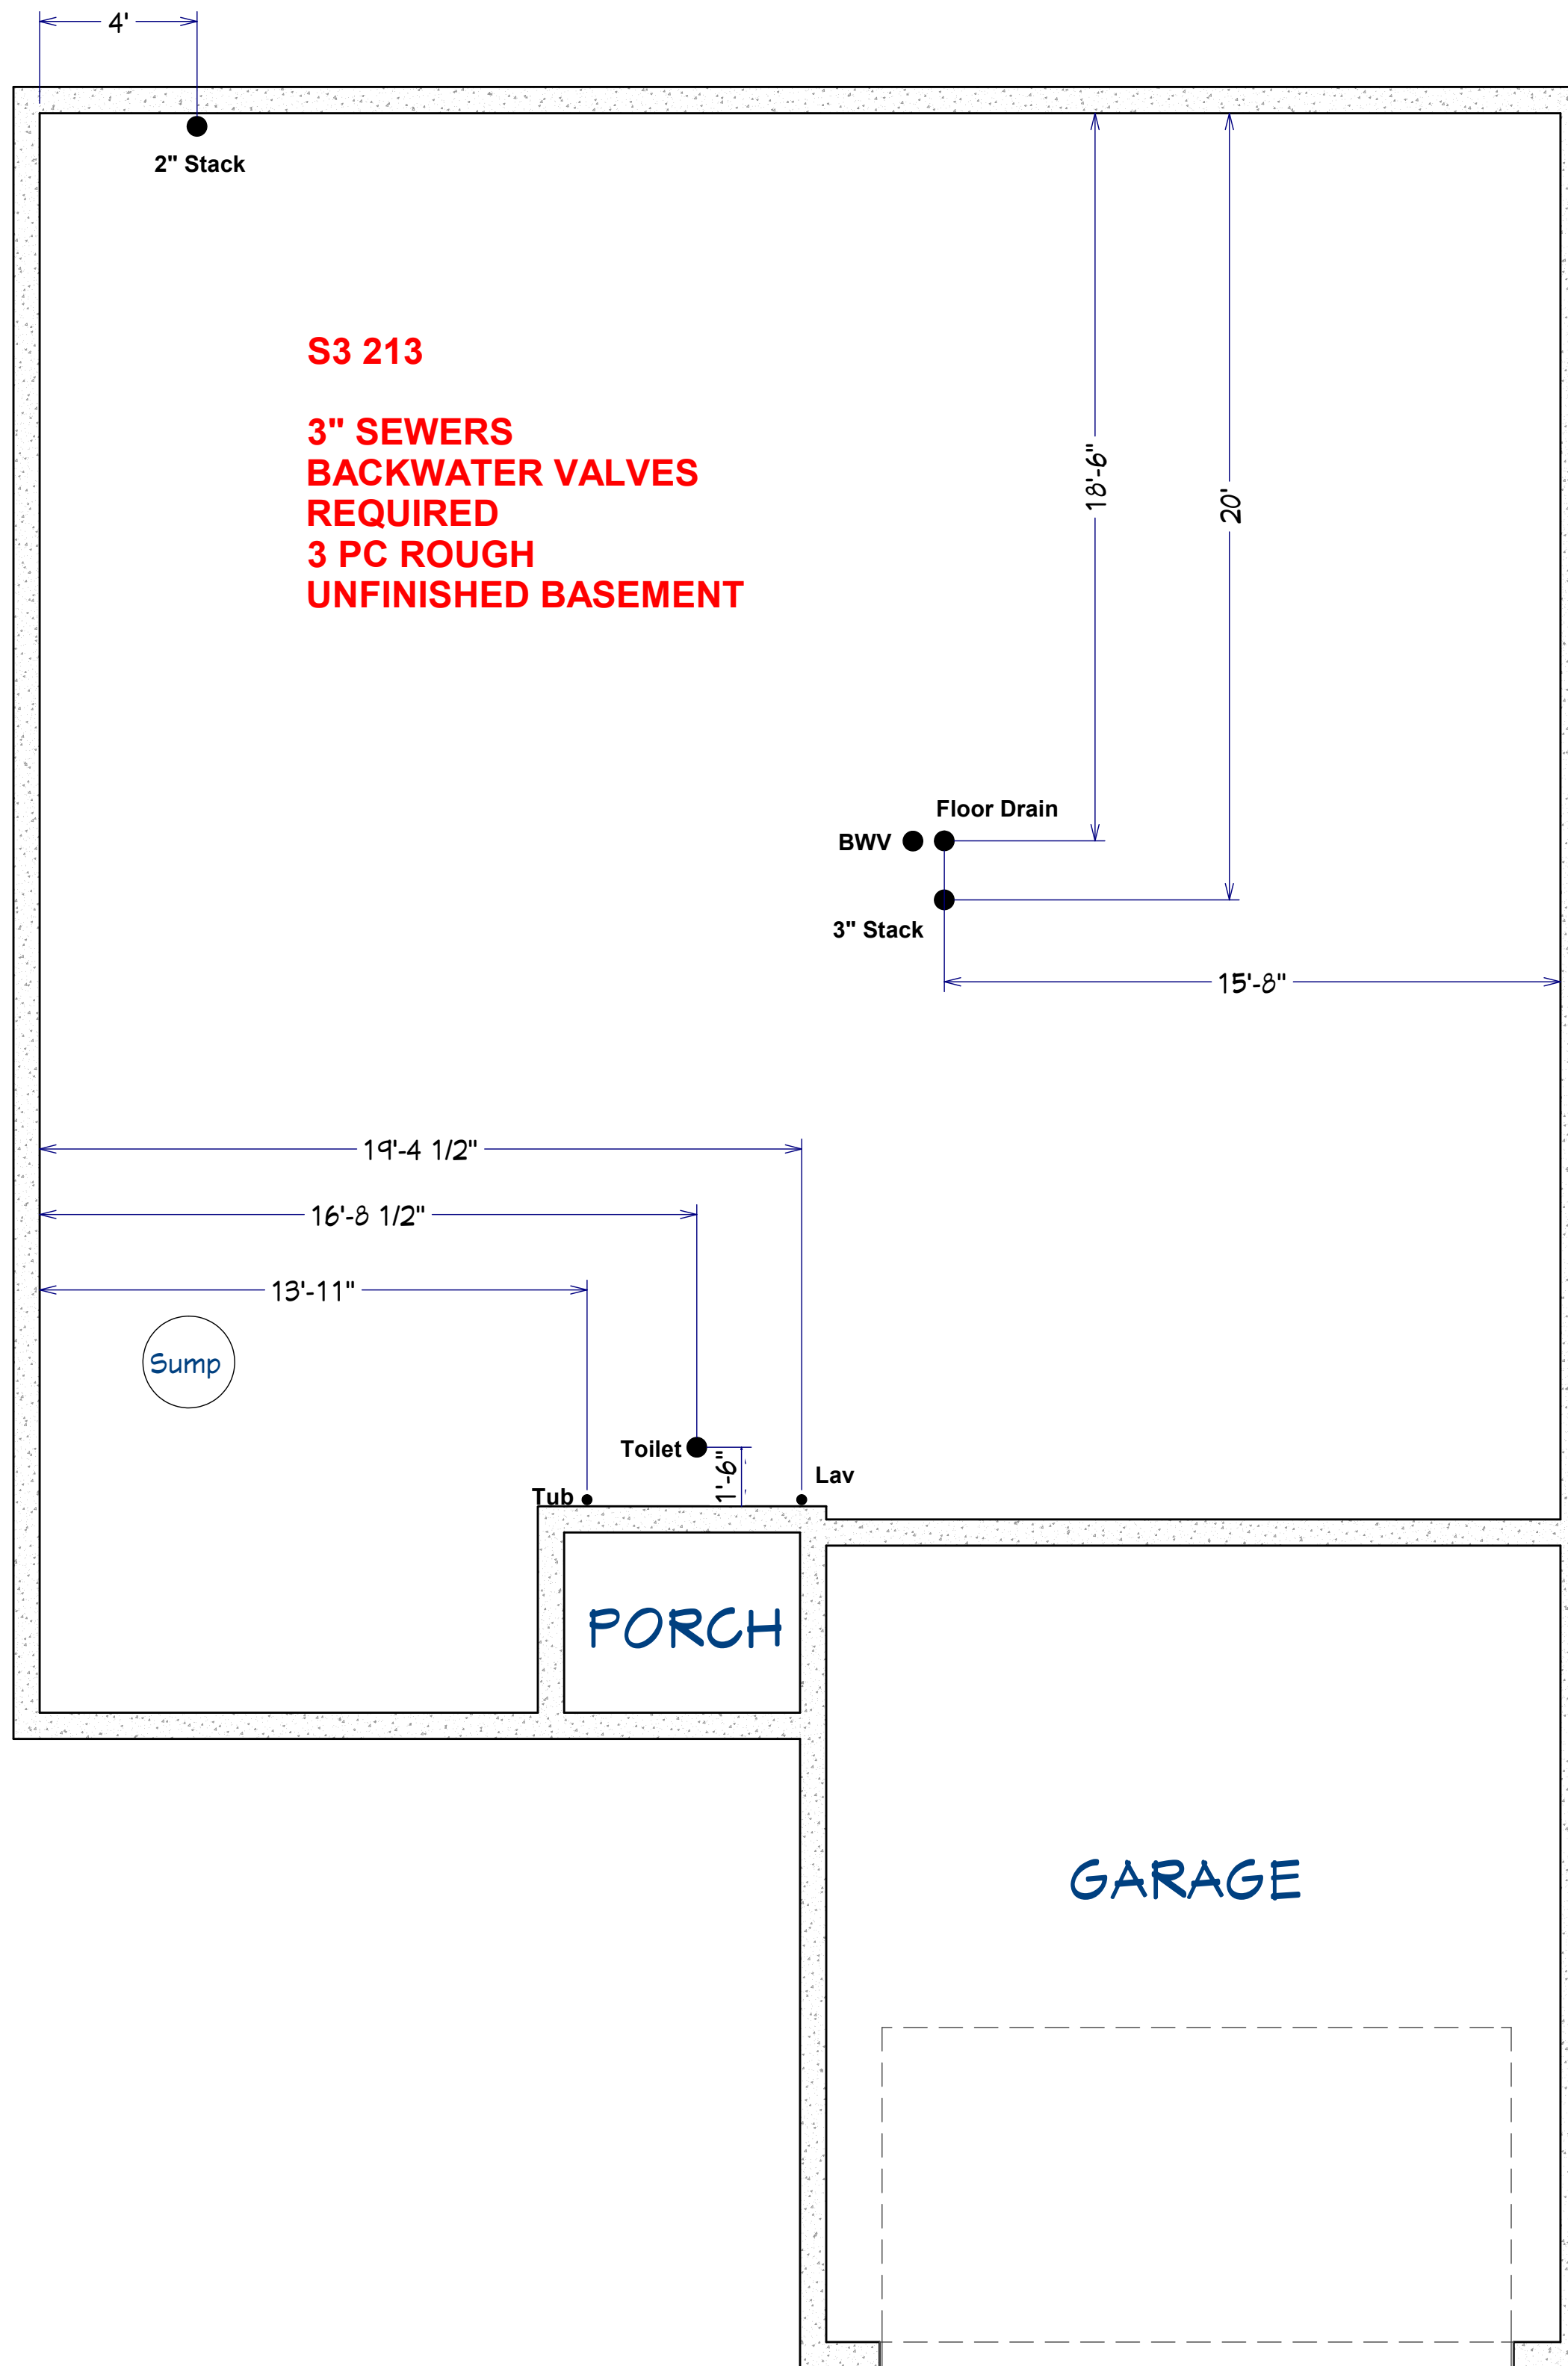 4'
2" Stack
S3 213
3" SEWERS
BACKWATER VALVES
REQUIRED
3 PC ROUGH
UNFINISHED BASEMENT
18'-6"
20'
Floor Drain
BWV
3" Stack
15'-8"
19'-4 1/2"
16'-8 1/2"
13'-11"
Sump
Toilet
1'-6"
Lav
Tub
PORCH
GARAGE